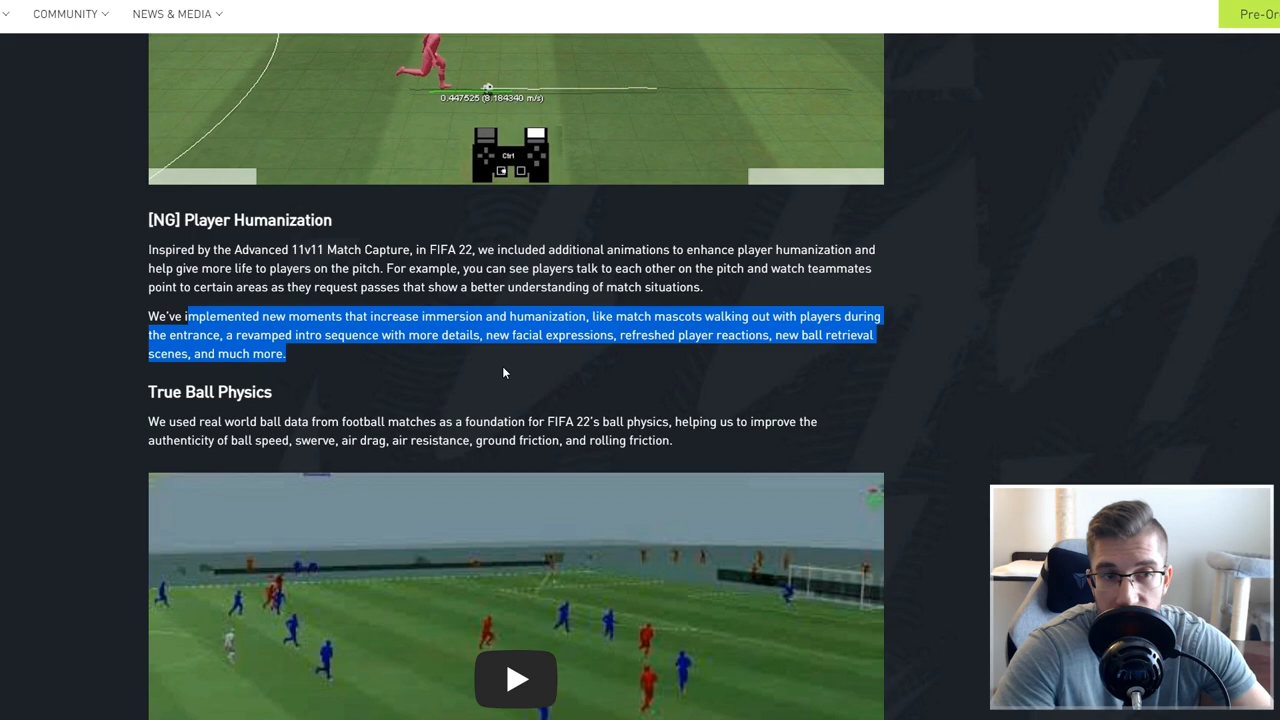 COMMUNITY
NEWS & MEDIA
Pre-Or
0.447525 (8.184340 m/s)
Ctrl
[NG] Player Humanization
Inspired by the Advanced 11v11 Match Capture, in FIFA 22, we included additional animations to enhance player humanization and
help give more life to players on the pitch. For example, you can see players talk to each other on the pitch and watch teammates
point to certain areas as they request passes that show a better understanding of match situations.
We've implemented new moments that increase immersion and humanization, like match mascots walking out with players during
the entrance, a revamped intro sequence with more details, new facial expressions, refreshed player reactions, new ball retrieval
scenes, and much more.
True Ball Physics
We used real world ball data from football matches as a foundation for FIFA 22's ball physics, helping us to improve the
authenticity of ball speed, swerve, air drag, air resistance, ground friction, and rolling friction.